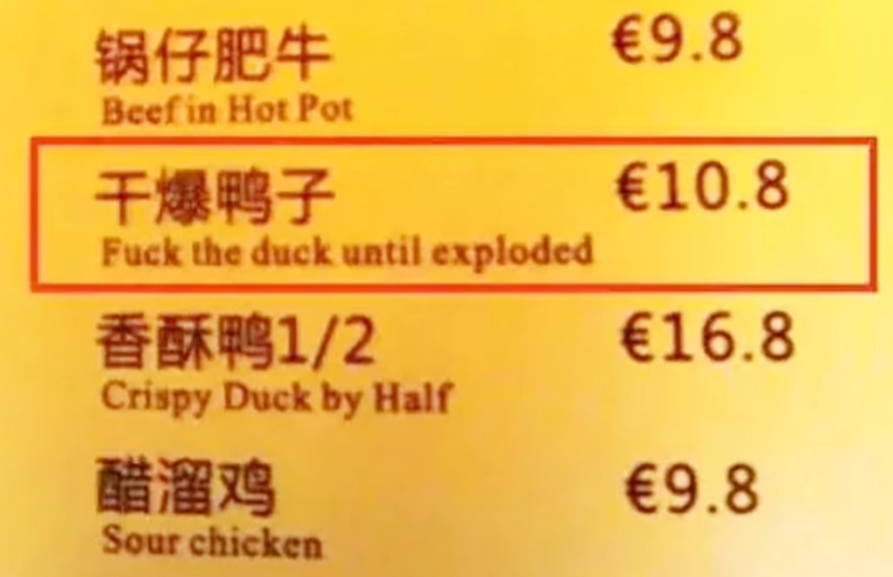 锅仔肥牛 €9.8
Beef in Hot Pot
干爆鸭子 €10.8
Fuck the duck until exploded
香酥鸭1/2 €16.8
Crispy Duck by Half
醋溜鸡 €9.8
Sour chicken